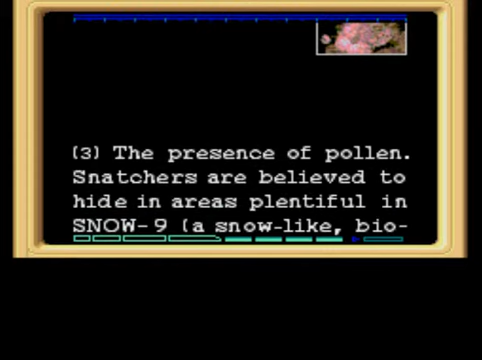 (3) The presence of pollen.
Snatchers are believed to
hide in areas plentiful in
SNOW-9 (a snow-like, bio-